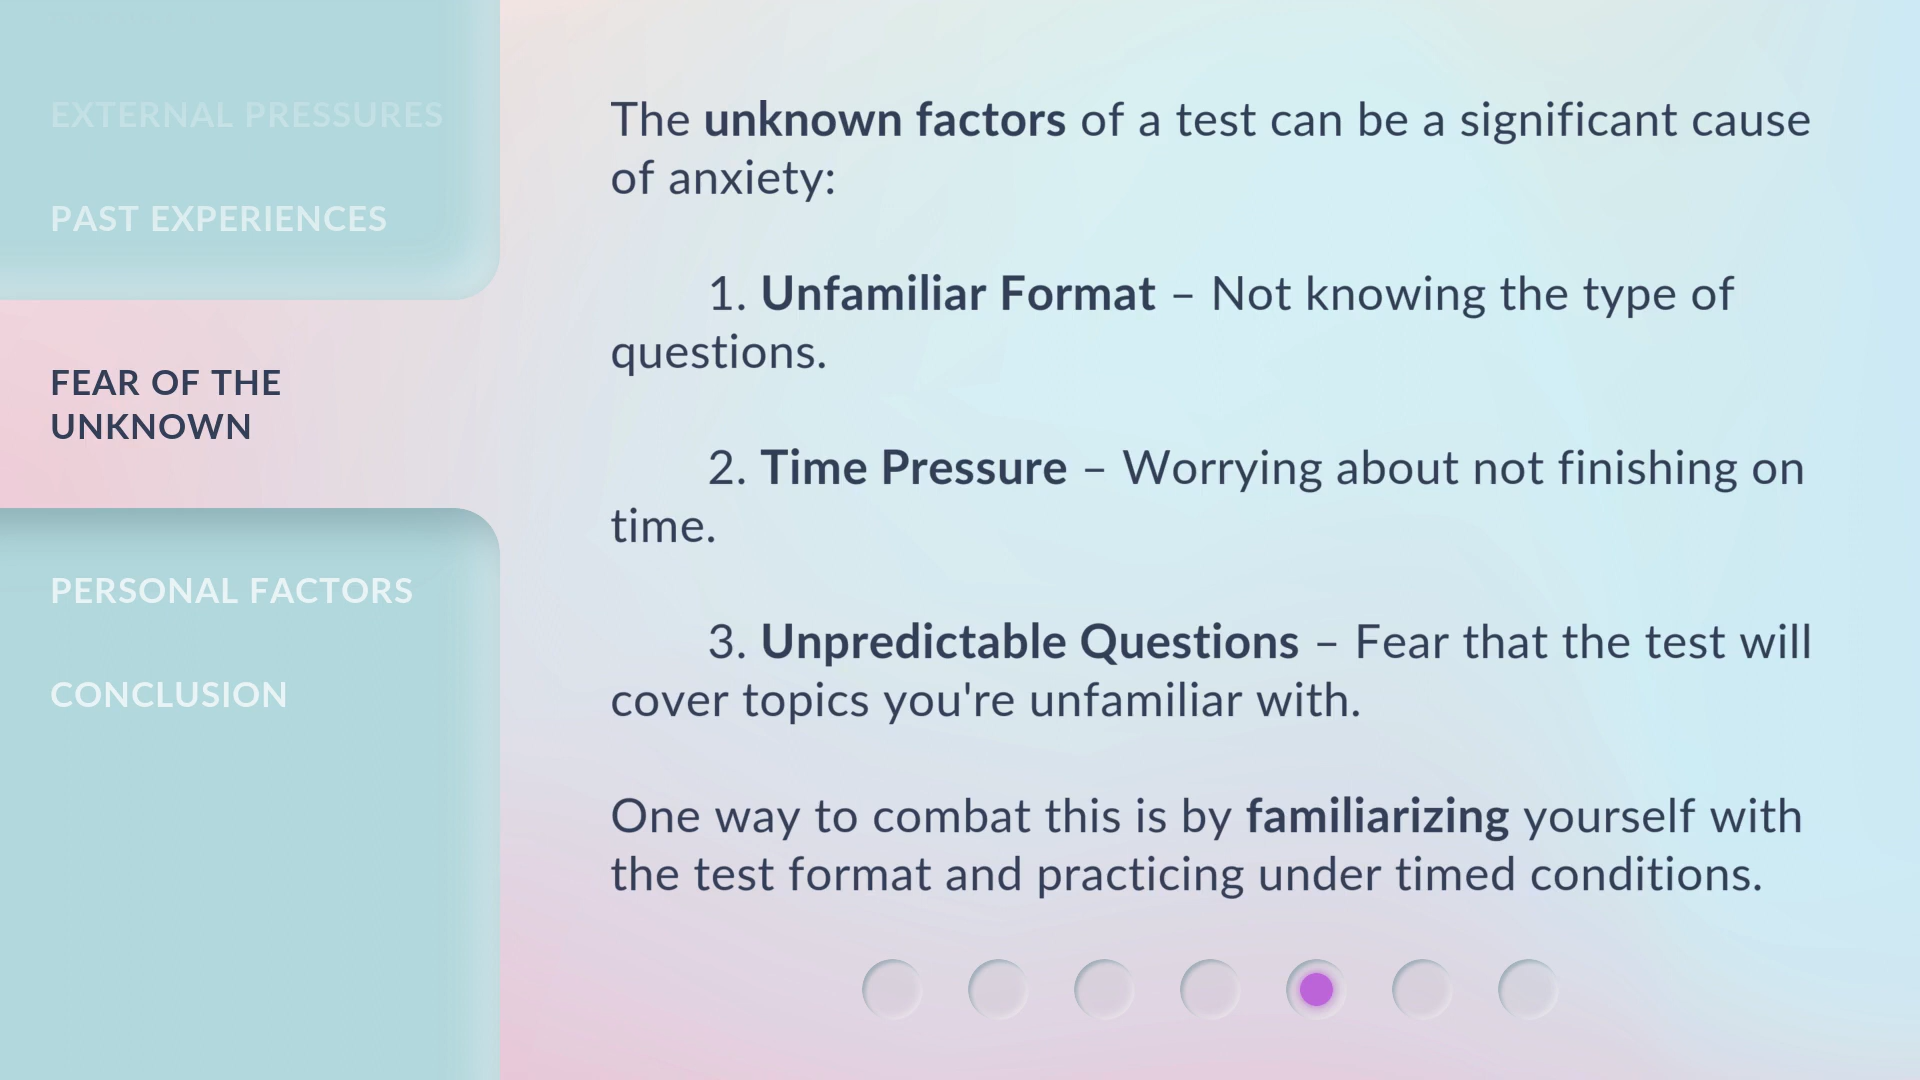 EXTERNAL PRESSURES
PAST EXPERIENCES
FEAR OF THE
UNKNOWN
PERSONAL FACTORS
CONCLUSION
The unknown factors of a test can be a significant cause
of anxiety:
1. Unfamiliar Format – Not knowing the type of
questions.
2. Time Pressure – Worrying about not finishing on
time.
3. Unpredictable Questions – Fear that the test will
cover topics you're unfamiliar with.
One way to combat this is by familiarizing yourself with
the test format and practicing under timed conditions.